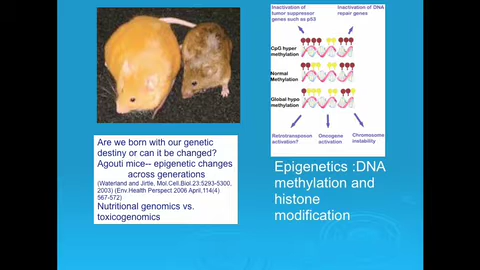 Are we born with our genetic
destiny or can it be changed?
Agouti mice-- epigenetic changes
across generations
(Waterland and Jirtle, Mol.Cell.Biol.23:5293-5300,
2003) (Env.Health Perspect 2006 April,114(4)
567-572)
Nutritional genomics vs.
toxicogenomics
Inactivation of
tumor suppressor
genes such as p53
Inactivation of DNA
repair genes
CpG hyper
methylation
Normal
Methylation
Global hypo
methylation
Retrotransposon
activation?
Oncogene
activation
Chromosome
instability
Epigenetics :DNA
methylation and
histone
modification